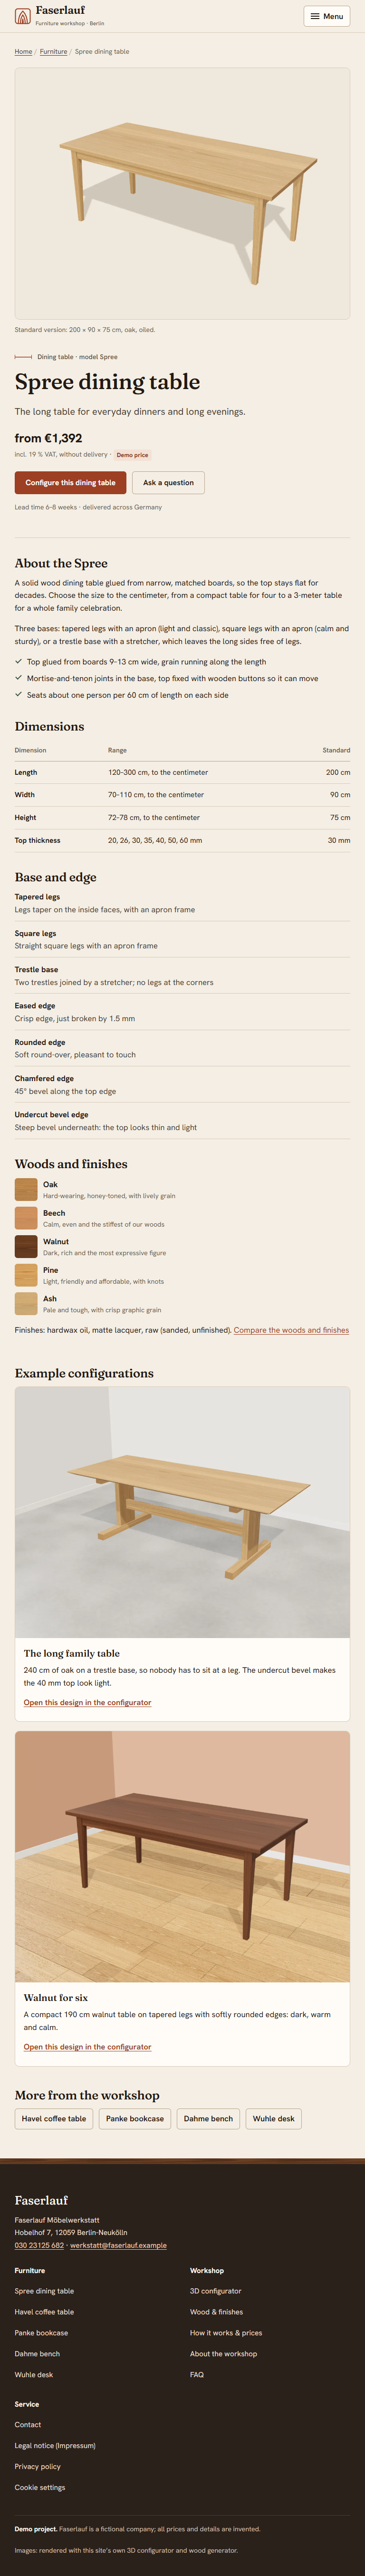 Faserlauf
Furniture workshop · Berlin
Menu
Home / Furniture / Spree dining table
Standard version: 200 × 90 × 75 cm, oak, oiled.
Dining table · model Spree
Spree dining table
The long table for everyday dinners and long evenings.
from €1,392
incl. 19 % VAT, without delivery · Demo price
Configure this dining table
Ask a question
Lead time 6–8 weeks · delivered across Germany
About the Spree
A solid wood dining table glued from narrow, matched boards, so the top stays flat for
decades. Choose the size to the centimeter, from a compact table for four to a 3-meter table
for a whole family celebration.
Three bases: tapered legs with an apron (light and classic), square legs with an apron (calm and
sturdy), or a trestle base with a stretcher, which leaves the long sides free of legs.
Top glued from boards 9–13 cm wide, grain running along the length
Mortise-and-tenon joints in the base, top fixed with wooden buttons so it can move
Seats about one person per 60 cm of length on each side
Dimensions
Dimension Range Standard
Length 120–300 cm, to the centimeter 200 cm
Width 70–110 cm, to the centimeter 90 cm
Height 72–78 cm, to the centimeter 75 cm
Top thickness 20, 26, 30, 35, 40, 50, 60 mm 30 mm
Base and edge
Tapered legs
Legs taper on the inside faces, with an apron frame
Square legs
Straight square legs with an apron frame
Trestle base
Two trestles joined by a stretcher; no legs at the corners
Eased edge
Crisp edge, just broken by 1.5 mm
Rounded edge
Soft round-over, pleasant to touch
Chamfered edge
45° bevel along the top edge
Undercut bevel edge
Steep bevel underneath: the top looks thin and light
Woods and finishes
Oak
Hard-wearing, honey-toned, with lively grain
Beech
Calm, even and the stiffest of our woods
Walnut
Dark, rich and the most expressive figure
Pine
Light, friendly and affordable, with knots
Ash
Pale and tough, with crisp graphic grain
Finishes: hardwax oil, matte lacquer, raw (sanded, unfinished). Compare the woods and finishes
Example configurations
The long family table
240 cm of oak on a trestle base, so nobody has to sit at a leg. The undercut bevel makes
the 40 mm top look light.
Open this design in the configurator
Walnut for six
A compact 190 cm walnut table on tapered legs with softly rounded edges: dark, warm
and calm.
Open this design in the configurator
More from the workshop
Havel coffee table
Panke bookcase
Dahme bench
Wuhle desk
Faserlauf
Faserlauf Möbelwerkstatt
Hobelhof 7, 12059 Berlin-Neukölln
030 23125 682 · werkstatt@faserlauf.example
Furniture
Spree dining table
Havel coffee table
Panke bookcase
Dahme bench
Wuhle desk
Workshop
3D configurator
Wood & finishes
How it works & prices
About the workshop
FAQ
Service
Contact
Legal notice (Impressum)
Privacy policy
Cookie settings
Demo project. Faserlauf is a fictional company; all prices and details are invented.
Images: rendered with this site's own 3D configurator and wood generator.